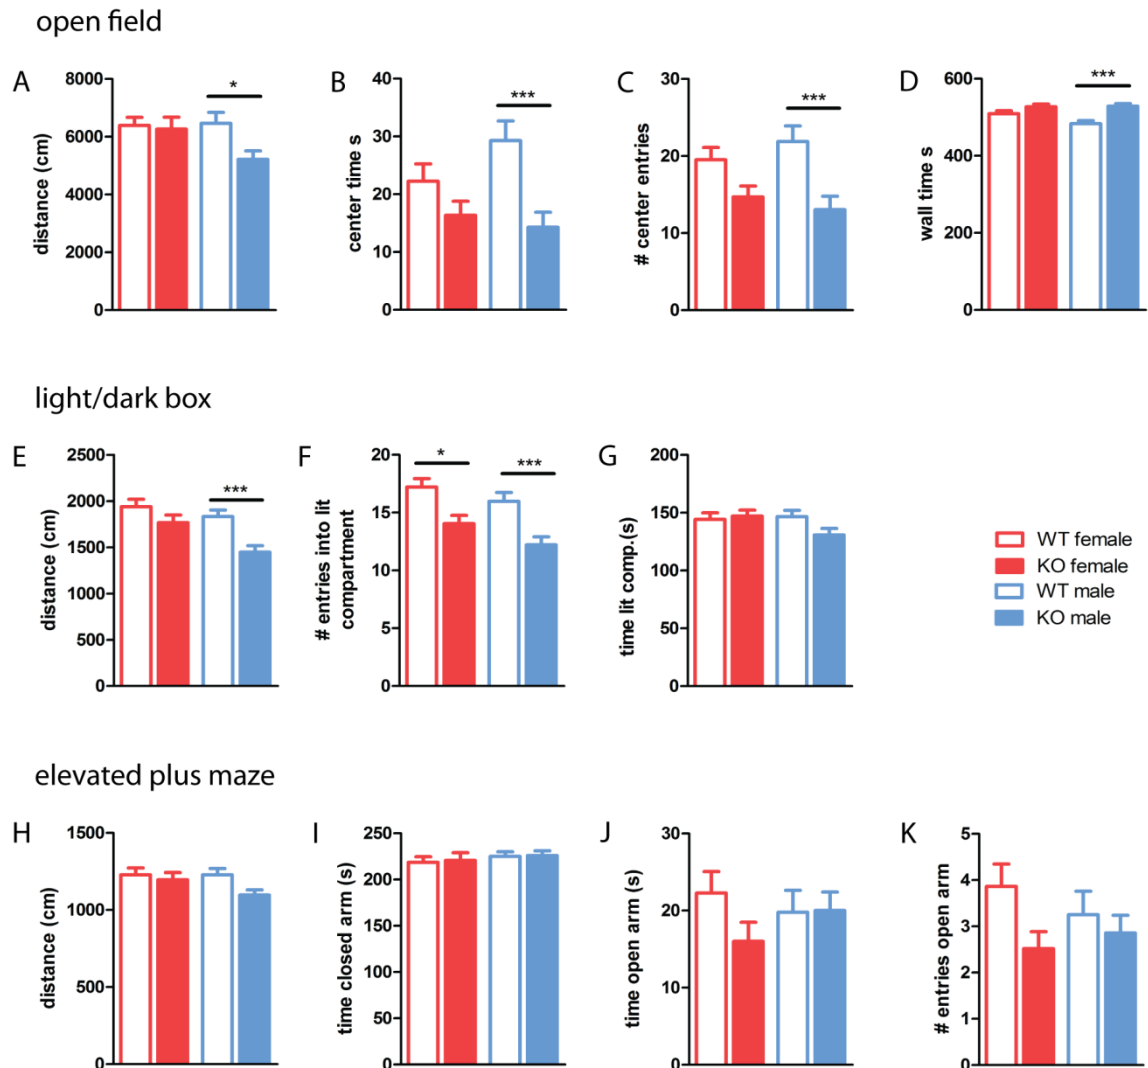 open field
A
distance (cm)
8000
6000
4000
2000
0
*
B
center time s
40
30
20
10
0
***
C
# center entries
30
20
10
0
***
D
wall time s
600
400
200
0
***
light/dark box
E
distance (cm)
2500
2000
1500
1000
500
0
***
F
# entries into lit
compartment
20
15
10
5
0
*
***
G
time lit comp.(s)
200
150
100
50
0
WT female
KO female
WT male
KO male
elevated plus maze
H
distance (cm)
1500
1000
500
0
I
time closed arm (s)
250
200
150
100
50
0
J
time open arm (s)
30
20
10
0
K
# entries open arm
5
4
3
2
1
0